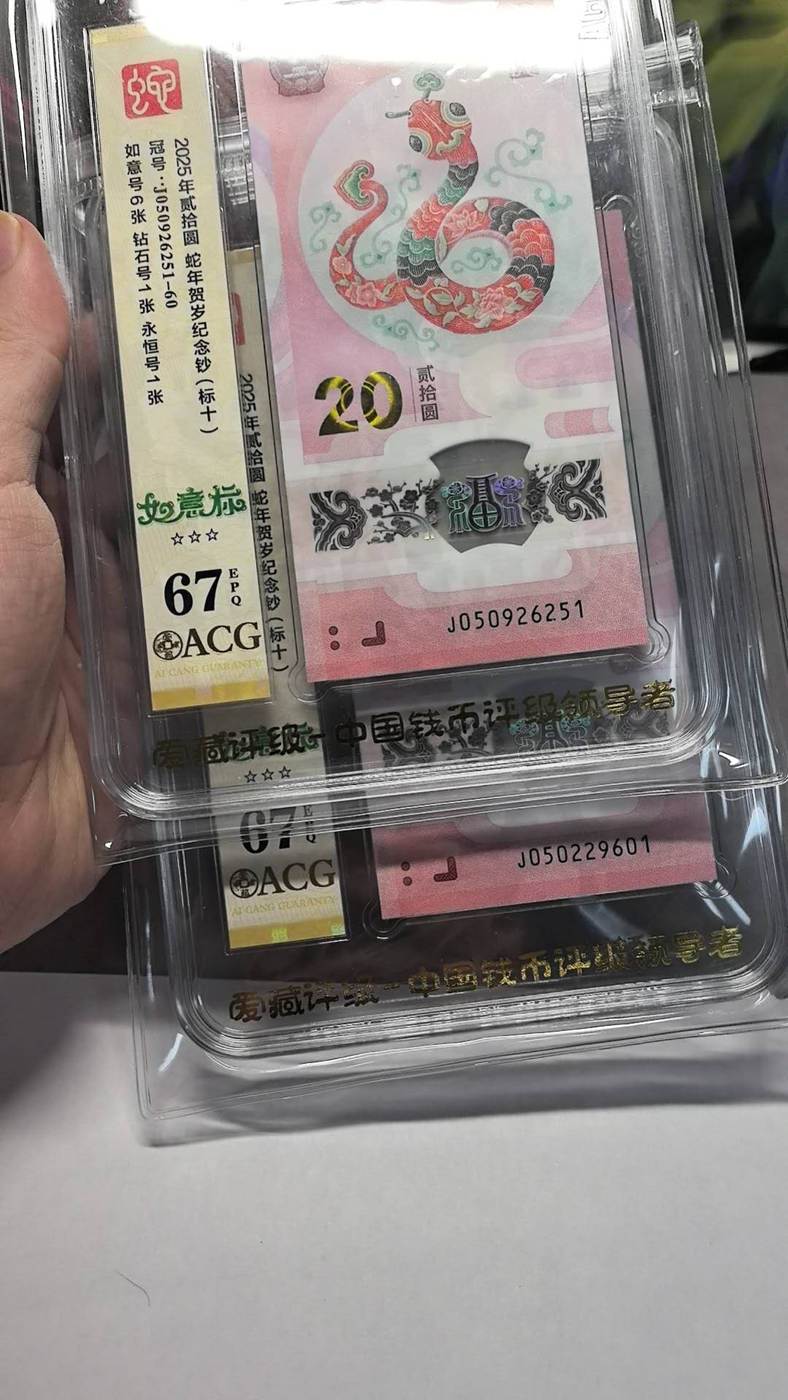 蛇
2025年贰拾圆 蛇年贺岁纪念钞(标十)
冠号:J050926251-60
如意号6张 钻石号1张 永恒号1张
如意标
☆☆☆
67
EPQ
ACG
AI CANG GUARANTY
20
贰拾圆
福
J050926251
爱藏评级-中国钱币评级领导者
2025年贰拾圆 蛇年贺岁纪念钞(标十)
☆☆☆
67
EPQ
ACG
AI CANG GUARANTY
J050229601
爱藏评级-中国钱币评级领导者